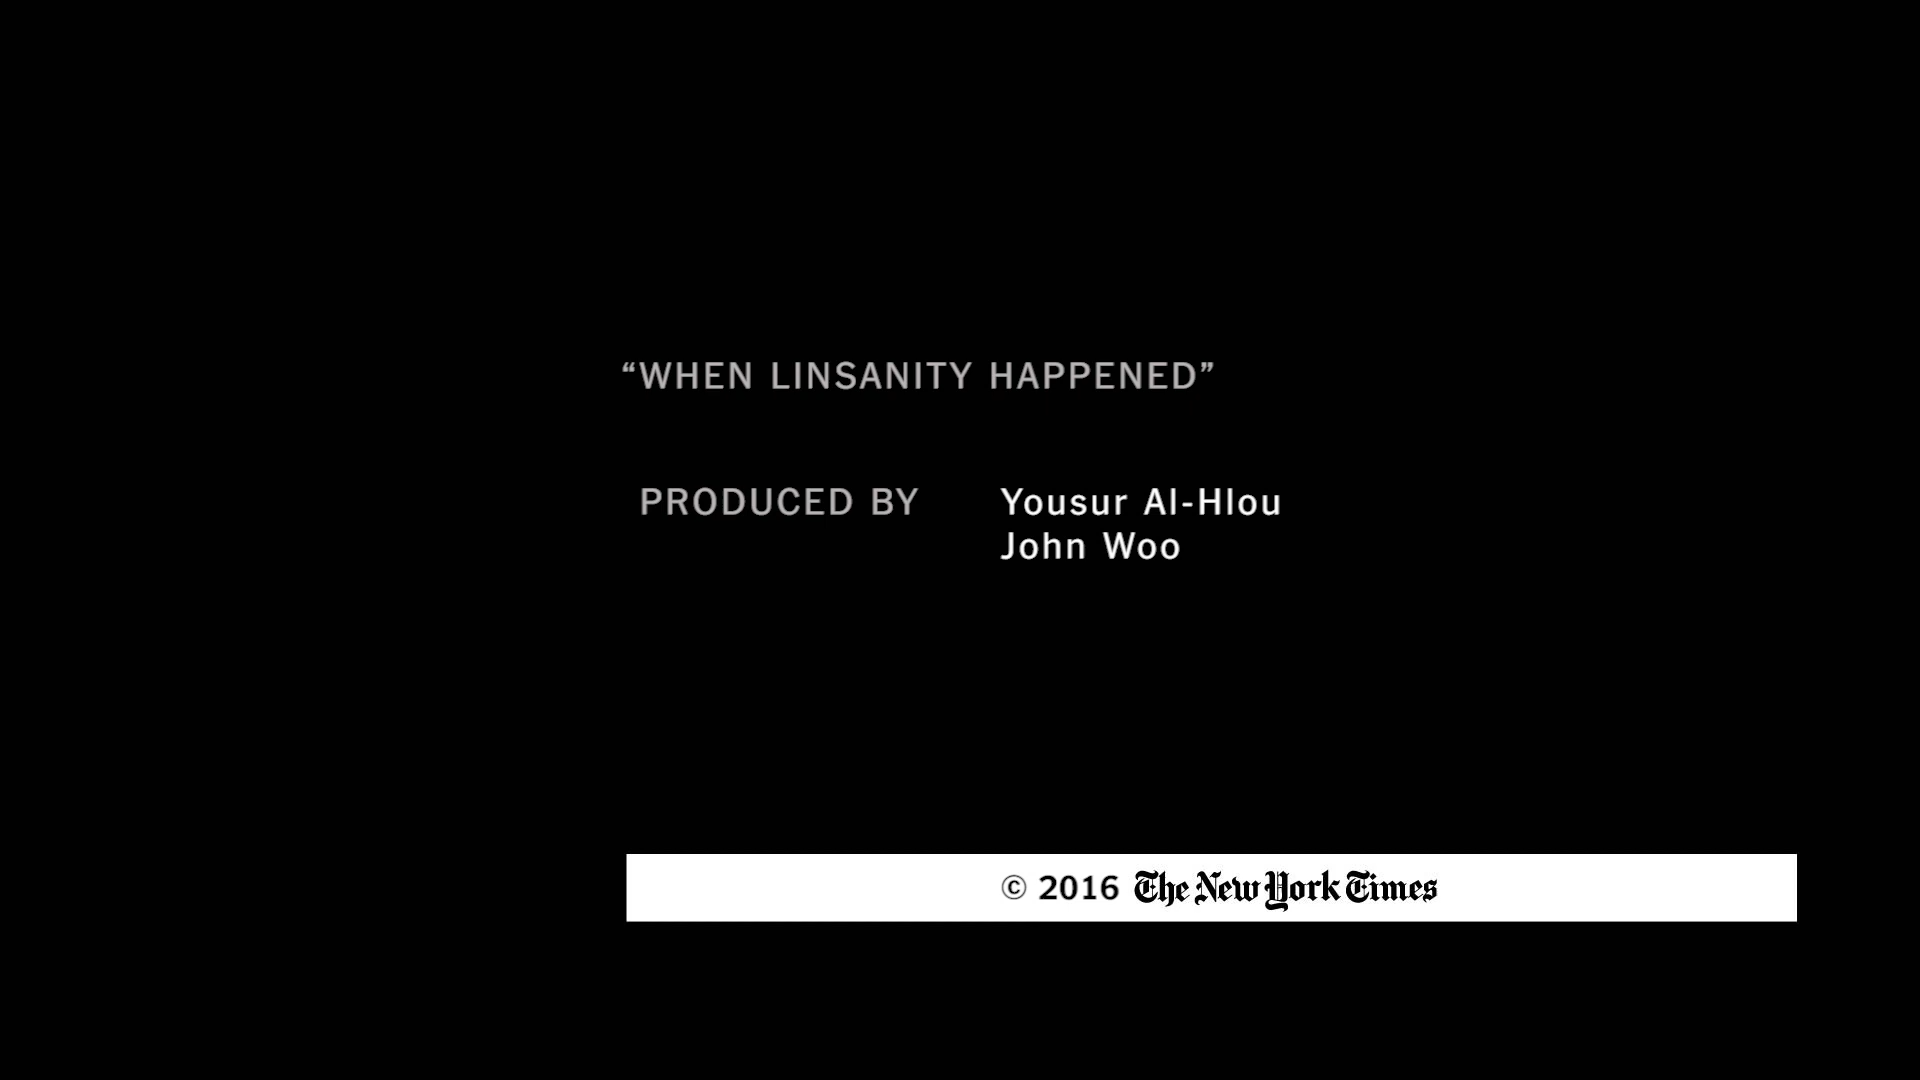 “WHEN LINSANITY HAPPENED”
PRODUCED BY Yousur Al-Hlou
John Woo
© 2016 The New York Times